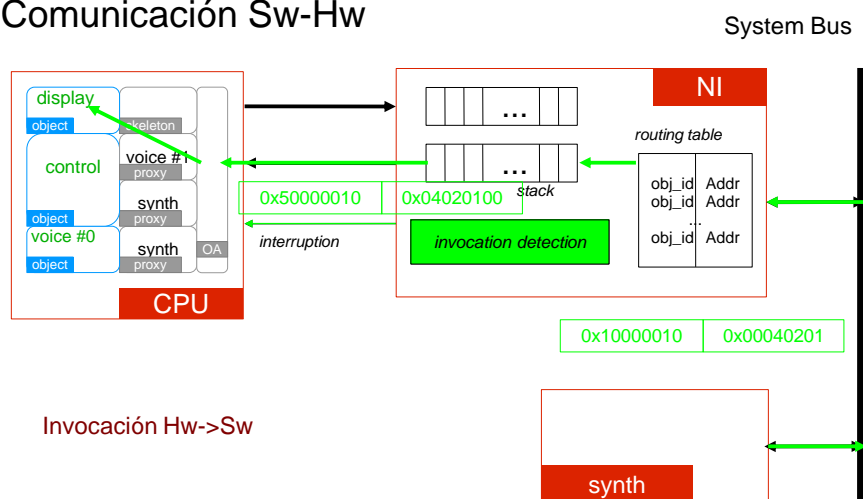 Comunicación Sw-Hw
System Bus
NI
display
object
skeleton
control
voice #1
proxy
synth
proxy
object
voice #0
synth
OA
object
proxy
CPU
...
...
stack
routing table
obj_id Addr
obj_id Addr
...
obj_id Addr
0x50000010 0x04020100
interruption
invocation detection
0x10000010 0x00040201
Invocación Hw->Sw
synth